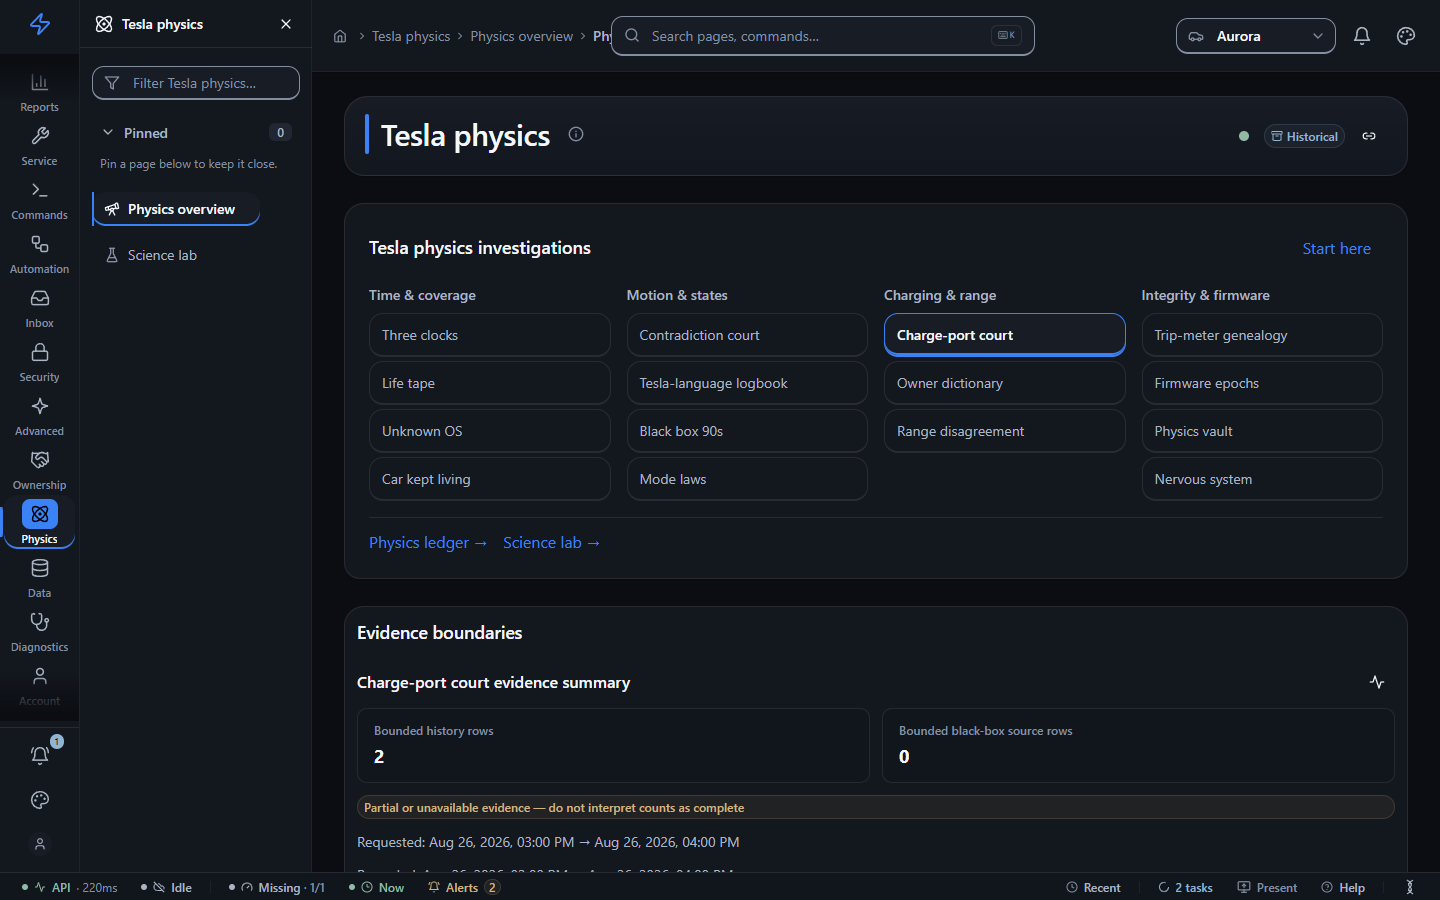 Tesla physics
Tesla physics
Physics overview
Search pages, commands...
K
Aurora
Reports
Service
Commands
Automation
Inbox
Security
Advanced
Ownership
Physics
Data
Diagnostics
Account
1
Filter Tesla physics...
Pinned
0
Pin a page below to keep it close.
Physics overview
Science lab
Tesla physics
Historical
Tesla physics investigations
Start here
Time & coverage
Three clocks
Life tape
Unknown OS
Car kept living
Motion & states
Contradiction court
Tesla-language logbook
Black box 90s
Mode laws
Charging & range
Charge-port court
Owner dictionary
Range disagreement
Integrity & firmware
Trip-meter genealogy
Firmware epochs
Physics vault
Nervous system
Physics ledger →
Science lab →
Evidence boundaries
Charge-port court evidence summary
Bounded history rows
2
Bounded black-box source rows
0
Partial or unavailable evidence — do not interpret counts as complete
Requested: Aug 26, 2026, 03:00 PM → Aug 26, 2026, 04:00 PM
API · 220ms
Idle
Missing · 1/1
Now
Alerts 2
Recent
2 tasks
Present
Help